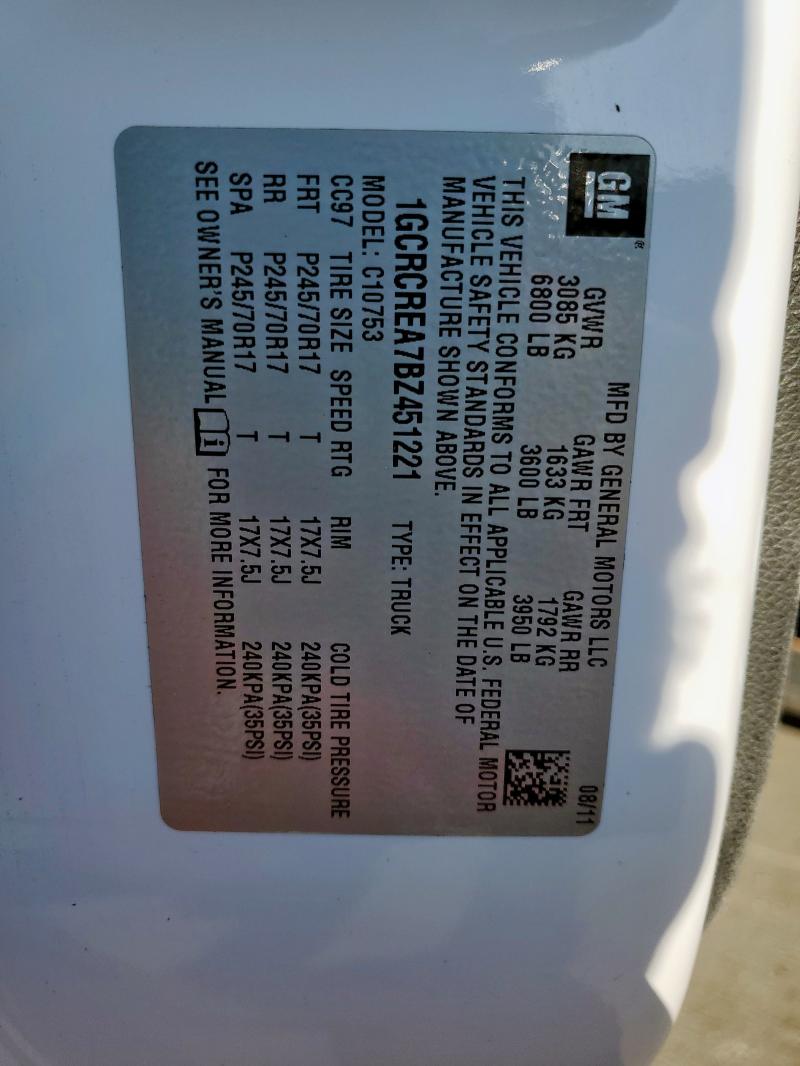 GM®
MFD BY GENERAL MOTORS LLC 08/11
GVWR GAWR FRT GAWR RR
3085 KG 1633 KG 1792 KG
6800 LB 3600 LB 3950 LB
THIS VEHICLE CONFORMS TO ALL APPLICABLE U.S. FEDERAL MOTOR
VEHICLE SAFETY STANDARDS IN EFFECT ON THE DATE OF
MANUFACTURE SHOWN ABOVE.
1GCRCREA7BZ451221 TYPE: TRUCK
MODEL: C10753
CC97 TIRE SIZE SPEED RTG RIM COLD TIRE PRESSURE
FRT P245/70R17 T 17X7.5J 240KPA(35PSI)
RR P245/70R17 T 17X7.5J 240KPA(35PSI)
SPA P245/70R17 T 17X7.5J 240KPA(35PSI)
SEE OWNER'S MANUAL i FOR MORE INFORMATION.